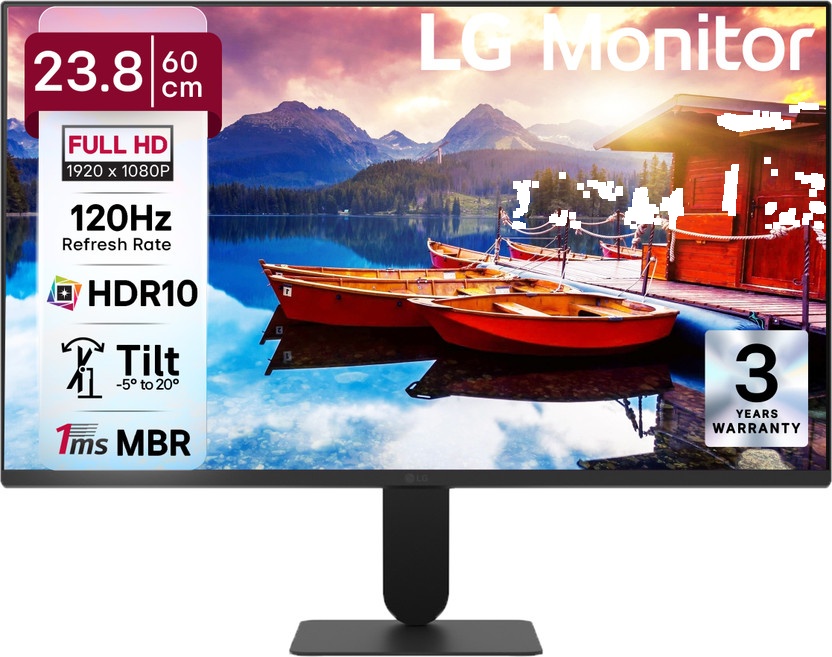 LG Monitor
23.8 60 cm
FULL HD
1920 x 1080P
120Hz
Refresh Rate
HDR10
Tilt
-5° to 20°
1ms MBR
3
YEARS
WARRANTY
LG